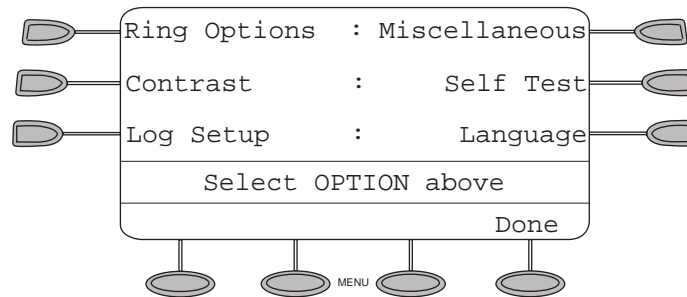 Ring Options : Miscellaneous
Contrast : Self Test
Log Setup : Language
Select OPTION above
Done
MENU